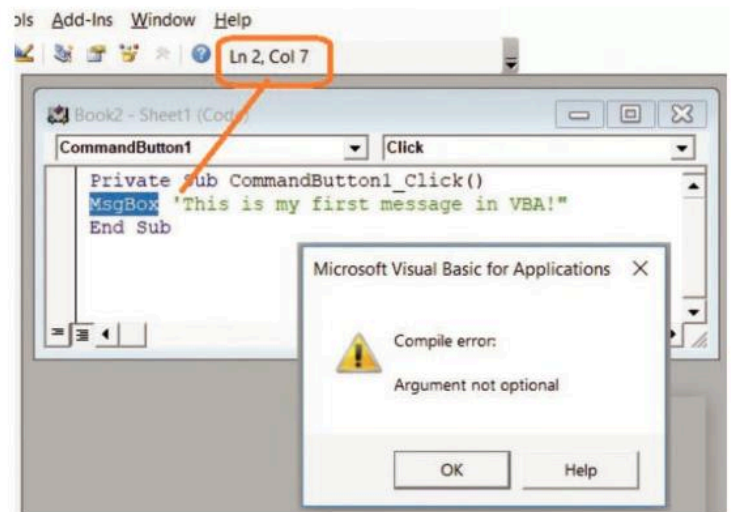 ols Add-Ins Window Help
Ln 2, Col 7
Book2 - Sheet1 (Code)
CommandButton1 Click
Private Sub CommandButton1_Click()
MsgBox 'This is my first message in VBA!"
End Sub
Microsoft Visual Basic for Applications
Compile error:
Argument not optional
OK Help